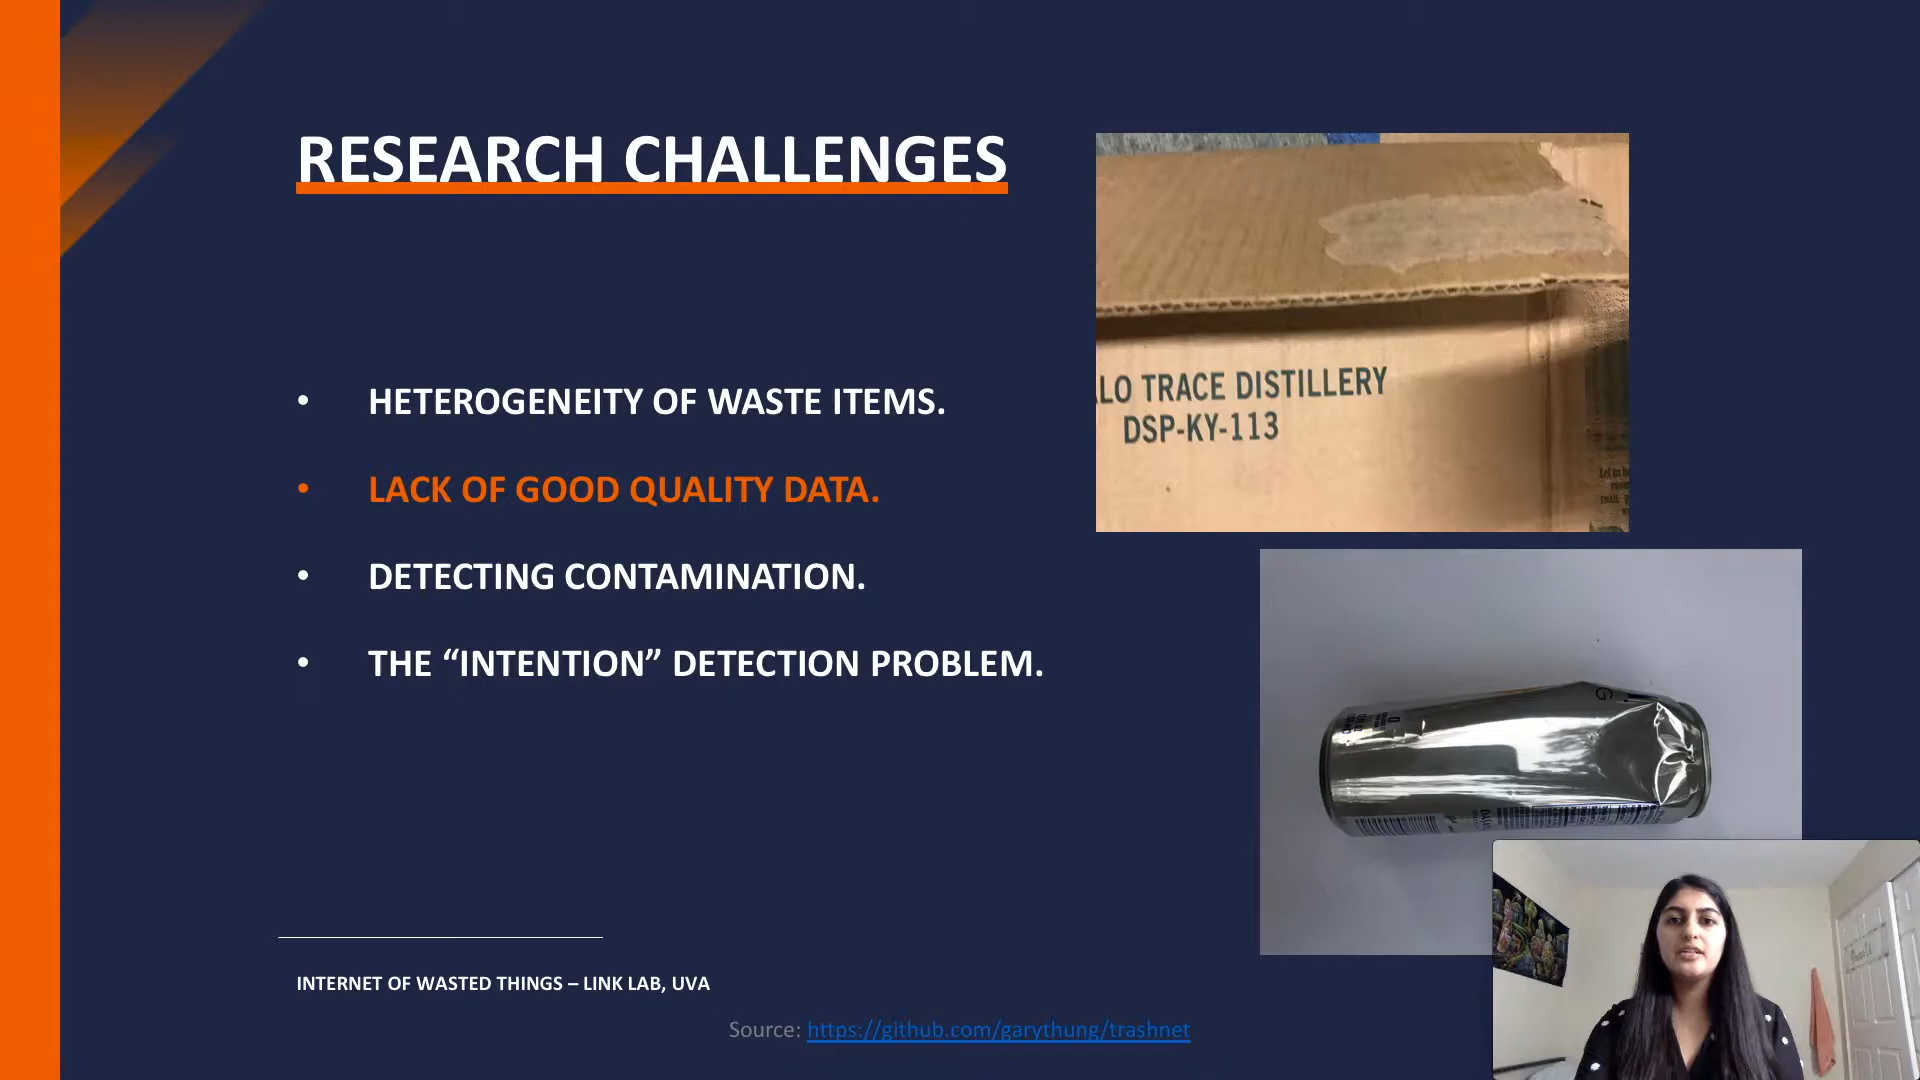 RESEARCH CHALLENGES
• HETEROGENEITY OF WASTE ITEMS.
• LACK OF GOOD QUALITY DATA.
• DETECTING CONTAMINATION.
• THE “INTENTION” DETECTION PROBLEM.
LO TRACE DISTILLERY
DSP-KY-113
INTERNET OF WASTED THINGS – LINK LAB, UVA
Source: https://github.com/garythung/trashnet